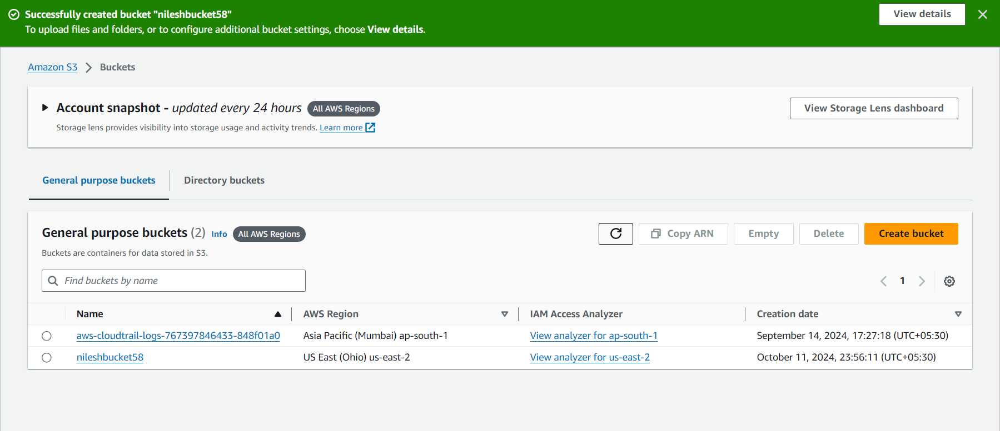 Successfully created bucket "nileshbucket58"
To upload files and folders, or to configure additional bucket settings, choose View details.
View details
Amazon S3 Buckets
Account snapshot - updated every 24 hours All AWS Regions
View Storage Lens dashboard
Storage lens provides visibility into storage usage and activity trends. Learn more
General purpose buckets Directory buckets
General purpose buckets (2) Info All AWS Regions
Copy ARN Empty Delete Create bucket
Buckets are containers for data stored in S3.
Find buckets by name
1
Name AWS Region IAM Access Analyzer Creation date
aws-cloudtrail-logs-767397846433-848f01a0 Asia Pacific (Mumbai) ap-south-1 View analyzer for ap-south-1 September 14, 2024, 17:27:18 (UTC+05:30)
nileshbucket58 US East (Ohio) us-east-2 View analyzer for us-east-2 October 11, 2024, 23:56:11 (UTC+05:30)